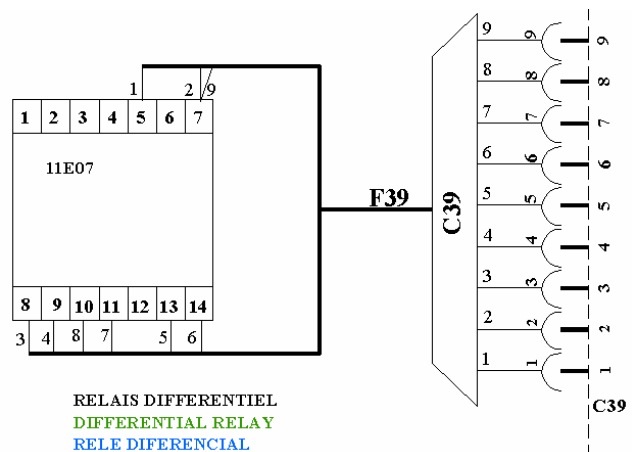 1 2 9
1 2 3 4 5 6 7
11E07
8 9 10 11 12 13 14
3 4 8 7 5 6
F39
C39
9 9 9
8 8 8
7 7 7
6 6 6
5 5 5
4 4 4
3 3 3
2 2 2
1 1 1
C39
RELAIS DIFFERENTIEL
DIFFERENTIAL RELAY
RELE DIFERENCIAL